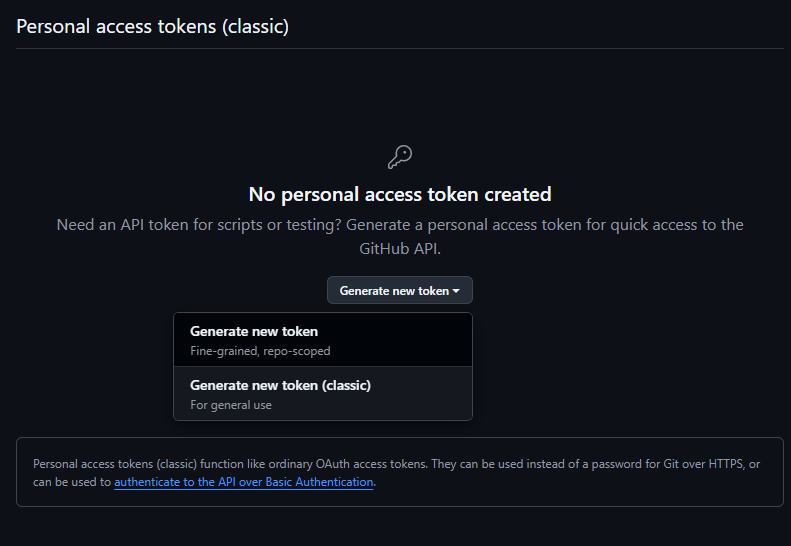 Personal access tokens (classic)
No personal access token created
Need an API token for scripts or testing? Generate a personal access token for quick access to the
GitHub API.
Generate new token
Generate new token
Fine-grained, repo-scoped
Generate new token (classic)
For general use
Personal access tokens (classic) function like ordinary OAuth access tokens. They can be used instead of a password for Git over HTTPS, or
can be used to authenticate to the API over Basic Authentication.